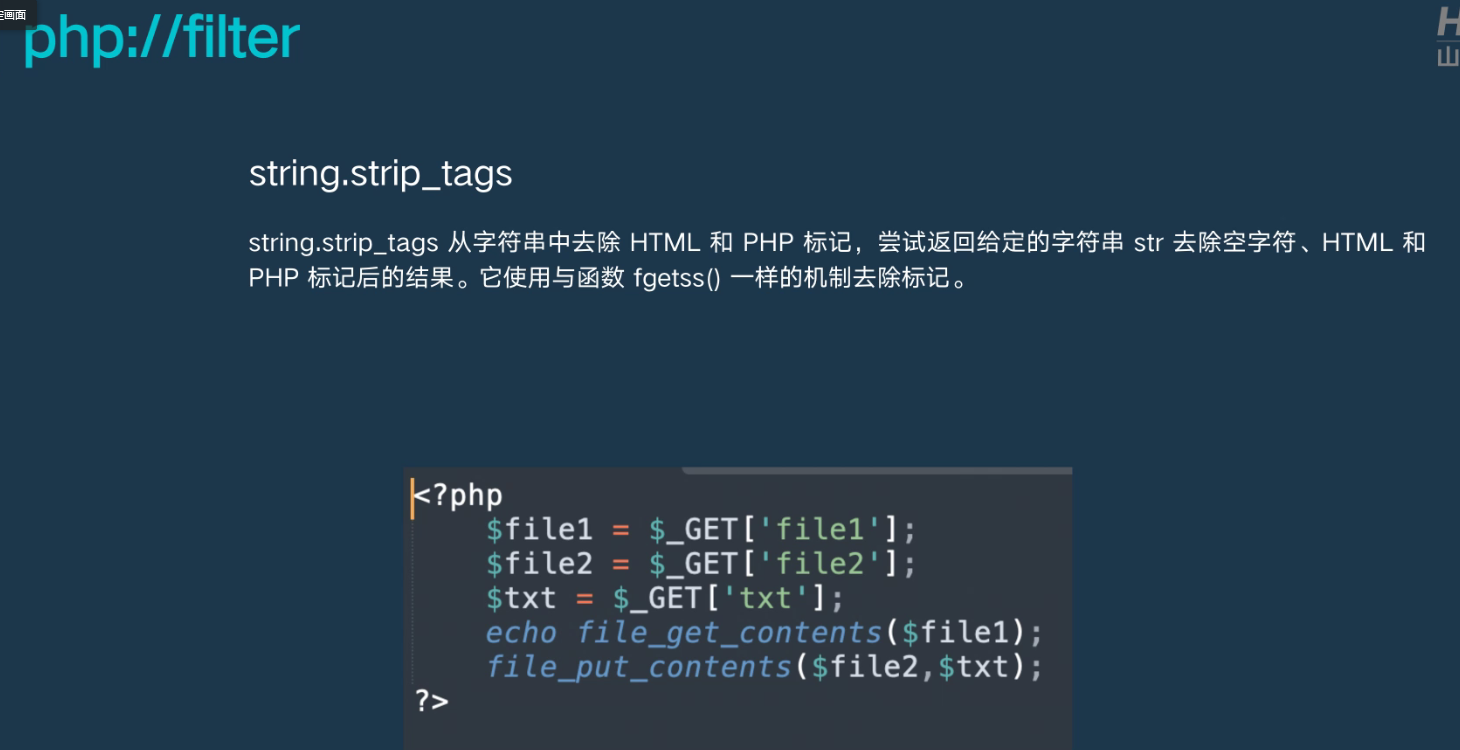 画面
php://filter
H
山
string.strip_tags
string.strip_tags 从字符串中去除 HTML 和 PHP 标记，尝试返回给定的字符串 str 去除空字符、HTML 和
PHP 标记后的结果。它使用与函数 fgetss() 一样的机制去除标记。
<?php
$file1 = $_GET['file1'];
$file2 = $_GET['file2'];
$txt = $_GET['txt'];
echo file_get_contents($file1);
file_put_contents($file2,$txt);
?>